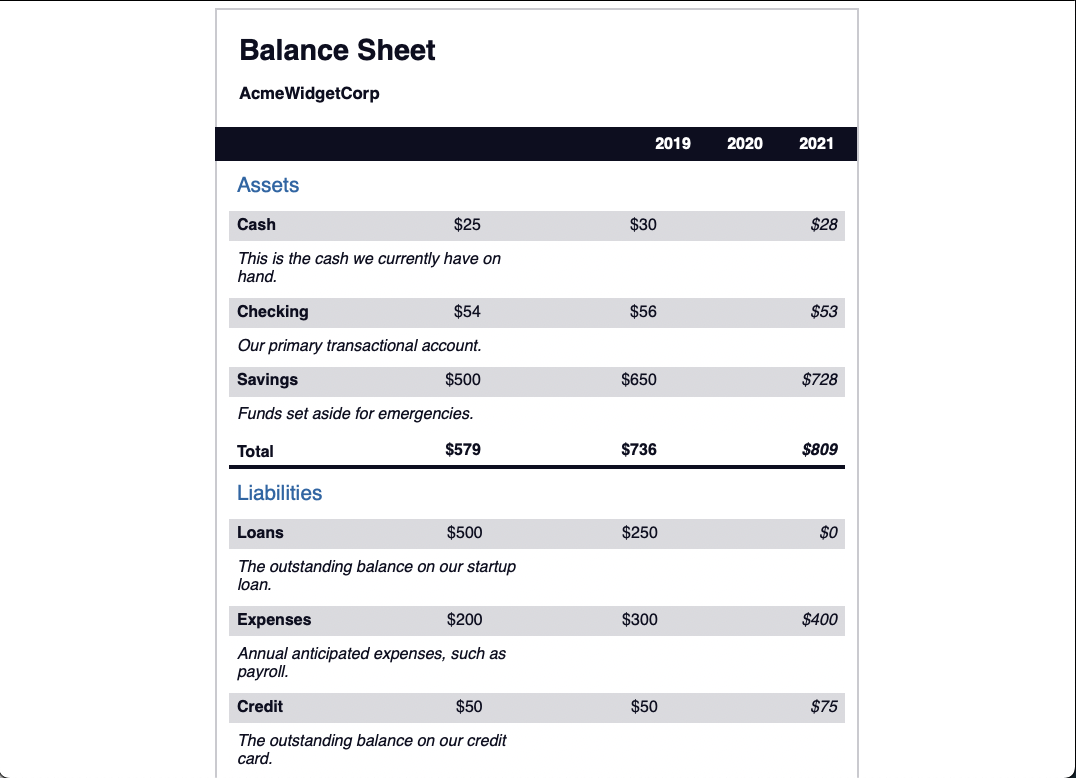 Balance Sheet
AcmeWidgetCorp
2019 2020 2021
Assets
Cash $25 $30 $28
This is the cash we currently have on
hand.
Checking $54 $56 $53
Our primary transactional account.
Savings $500 $650 $728
Funds set aside for emergencies.
Total $579 $736 $809
Liabilities
Loans $500 $250 $0
The outstanding balance on our startup
loan.
Expenses $200 $300 $400
Annual anticipated expenses, such as
payroll.
Credit $50 $50 $75
The outstanding balance on our credit
card.